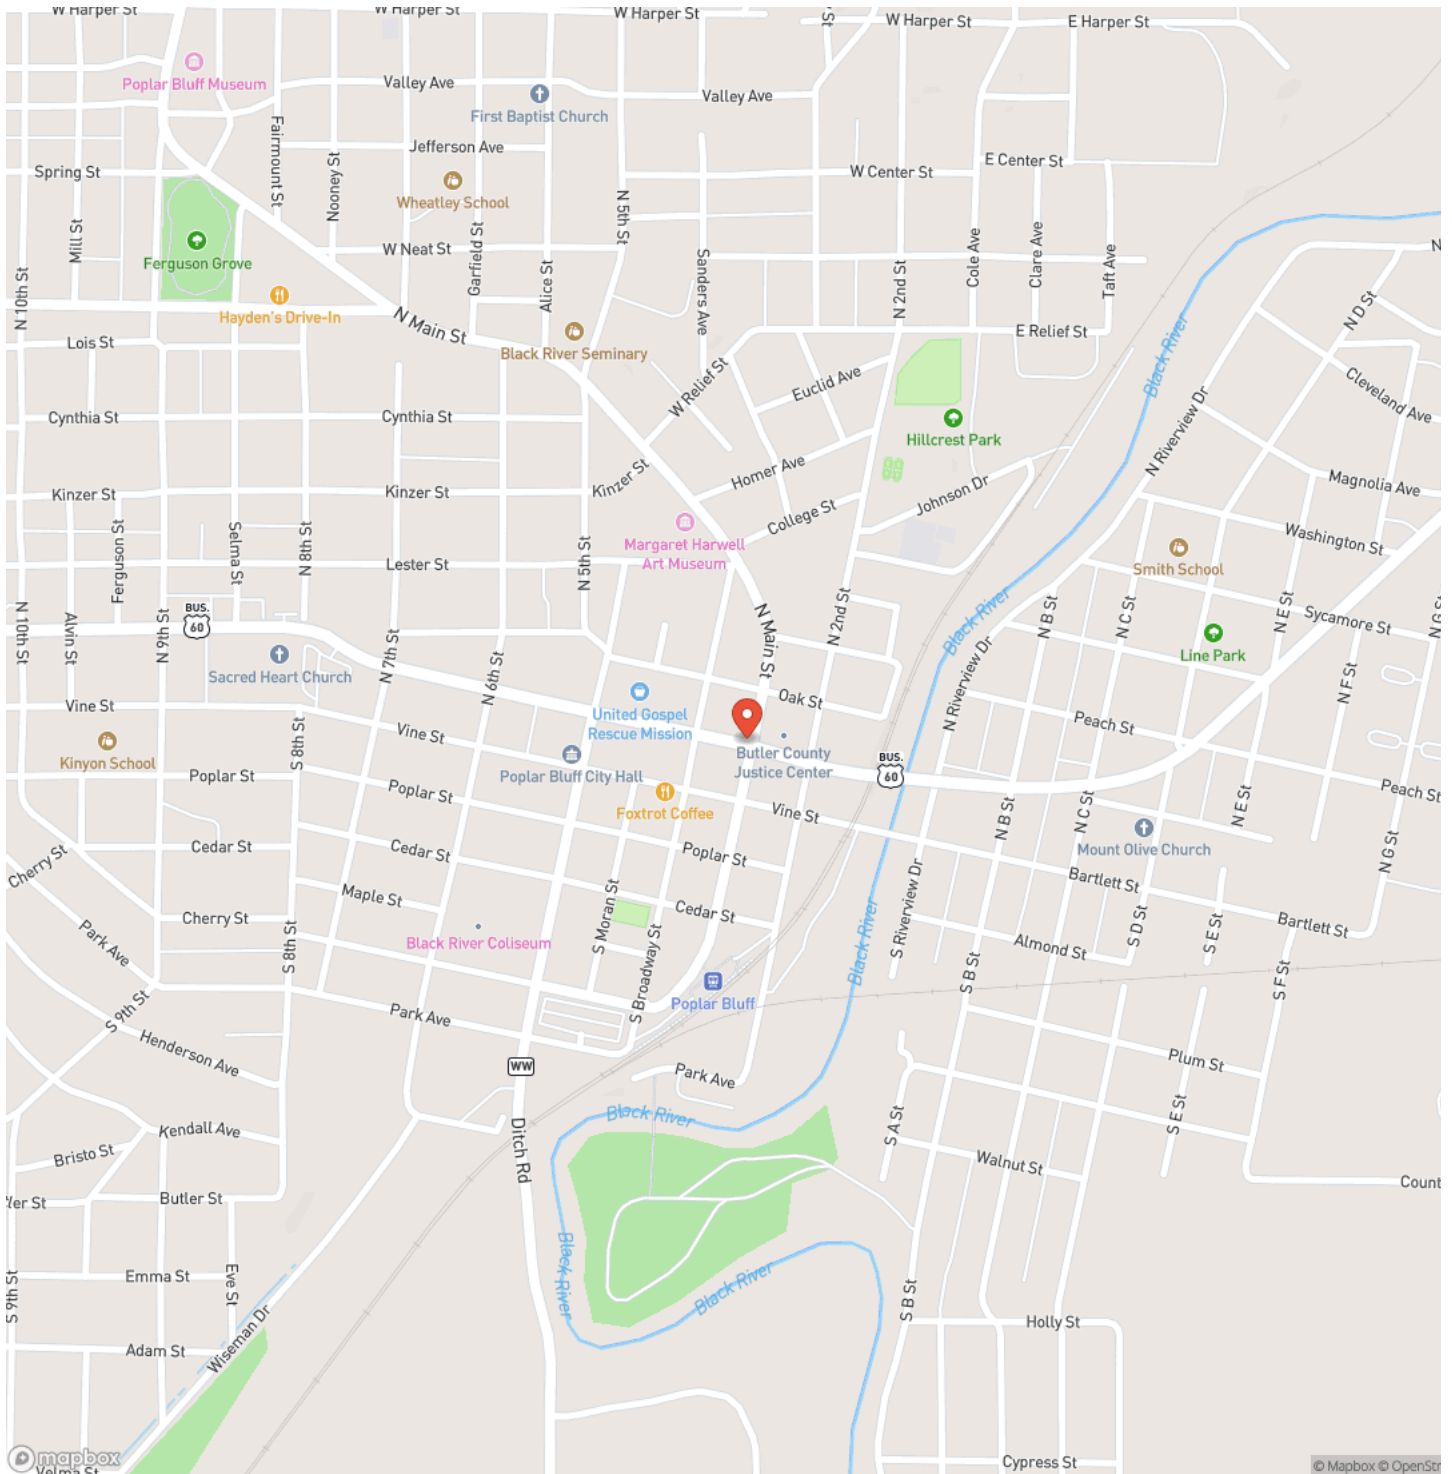 W Harper St
W Harper St
W Harper St
W Harper St
E Harper St
Poplar Bluff Museum
Valley Ave
Valley Ave
First Baptist Church
Fairmount St
Jefferson Ave
Nooney St
Spring St
W Center St
E Center St
Wheatley School
N 5th St
Mill St
W Neat St
Garfield St
Ferguson Grove
Alice St
Sanders Ave
N 2nd St
Cole Ave
Clare Ave
Taft Ave
N 10th St
Hayden's Drive-In
N Main St
Lois St
Black River Seminary
E Relief St
N D St
Black River
W Relief St
Euclid Ave
Cleveland Ave
Cynthia St
Cynthia St
Hillcrest Park
N Riverview Dr
Kinzer St
Kinzer St
Kinzer St
Homer Ave
Johnson Dr
Magnolia Ave
College St
Washington St
Margaret Harwell
Art Museum
Ferguson St
Selma St
N 8th St
Lester St
N 5th St
Smith School
Black River
Sycamore St
N 10th St
Alvin St
N 9th St
BUS.
60
N 7th St
N 6th St
N Main St
N 2nd St
N Riverview Dr
N B St
N C St
N E St
N G St
Line Park
Sacred Heart Church
N F St
Vine St
United Gospel
Rescue Mission
Oak St
Peach St
Kinyon School
S 8th St
Vine St
Poplar Bluff City Hall
Butler County
Justice Center
BUS.
60
Peach St
Poplar St
Poplar St
Foxtrot Coffee
Vine St
N B St
N C St
N E St
N G St
Mount Olive Church
Cedar St
Cedar St
Poplar St
Cherry St
Maple St
Bartlett St
Cherry St
S Moran St
Cedar St
S Riverview Dr
Bartlett St
Park Ave
S 8th St
Black River Coliseum
S Broadway St
Black River
Almond St
S D St
S E St
S B St
S F St
Poplar Bluff
S 9th St
Park Ave
Henderson Ave
WW
Park Ave
Plum St
Black River
Ditch Rd
Kendall Ave
S A St
S E St
Bristo St
Walnut St
Butler St
Count
Black River
Black River
Emma St
Eve St
S 9th St
S B St
Wiseman Dr
Holly St
Adam St
mapbox
Velma St
Cypress St
© Mapbox © OpenStr